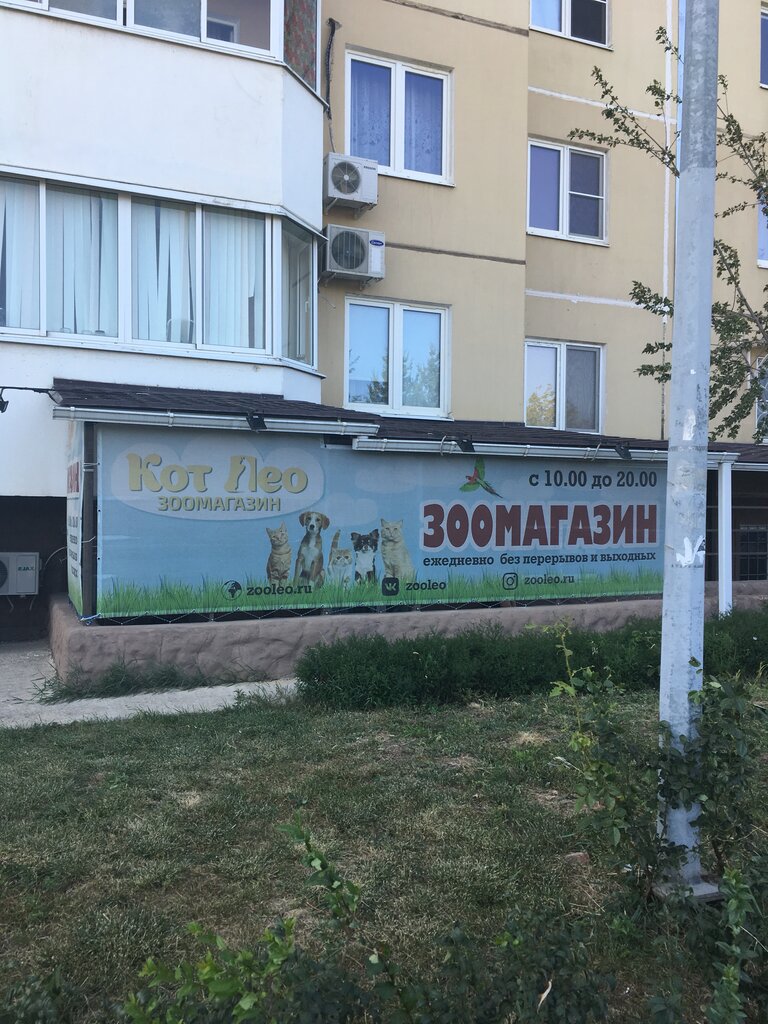 Кот Лео
ЗООМАГАЗИН
с 10.00 до 20.00
ЗООМАГАЗИН
ежедневно без перерывов и выходных
zooleo.ru
zooleo
zooleo.ru